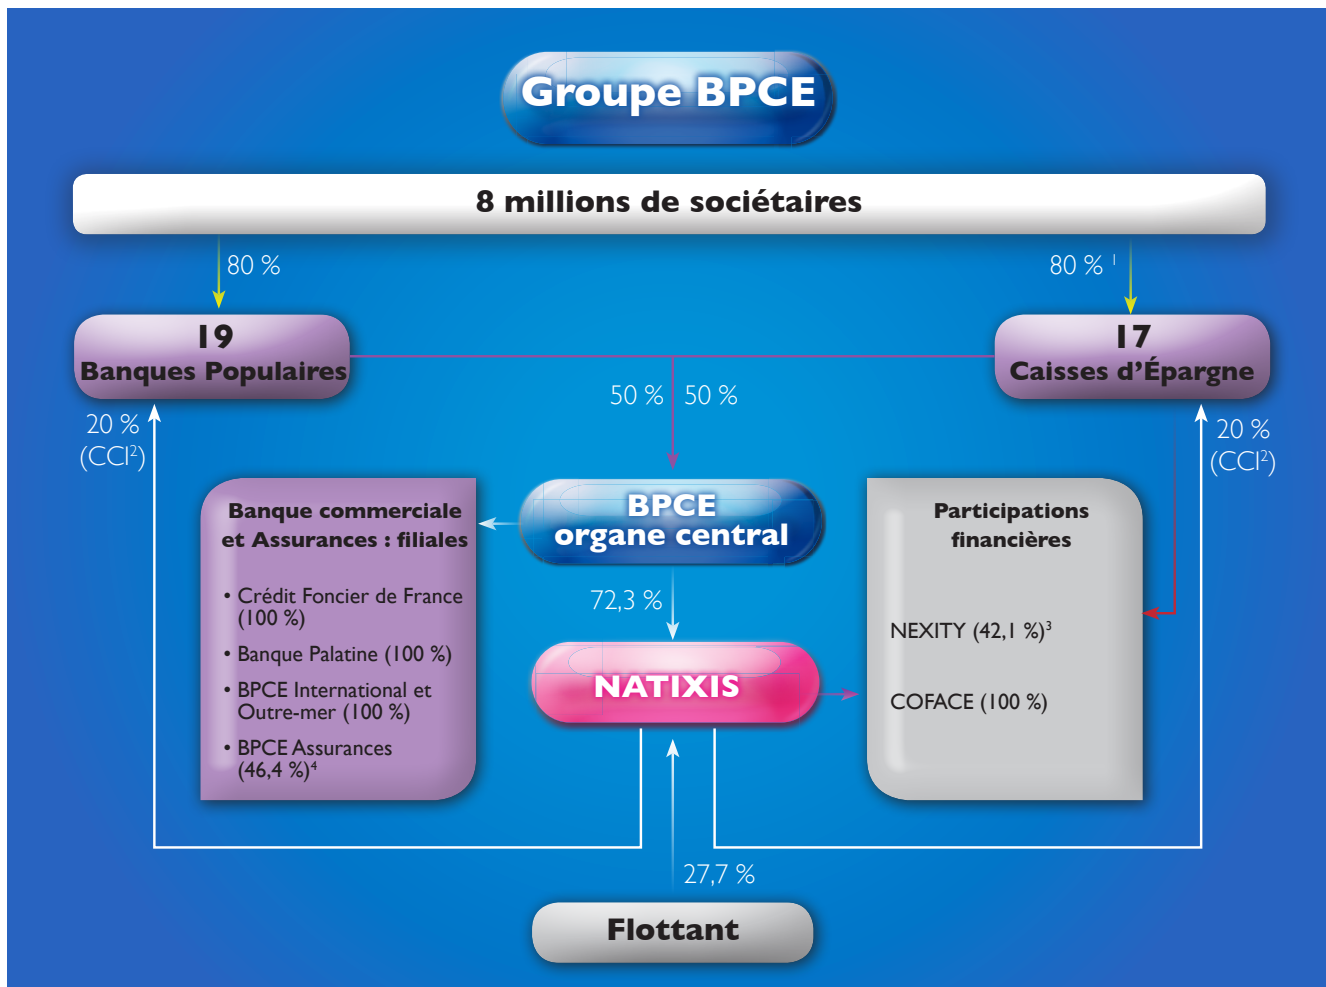 Groupe BPCE
8 millions de sociétaires
80 %
80 % 1
19
Banques Populaires
17
Caisses d’Épargne
50 %
50 %
20 %
(CCI2)
20 %
(CCI2)
Banque commerciale
et Assurances : filiales
• Crédit Foncier de France
(100 %)
• Banque Palatine (100 %)
• BPCE International et
Outre-mer (100 %)
• BPCE Assurances
(46,4 %)4
BPCE
organe central
72,3 %
NATIXIS
Participations
financières
NEXITY (42,1 %)3
COFACE (100 %)
27,7 %
Flottant